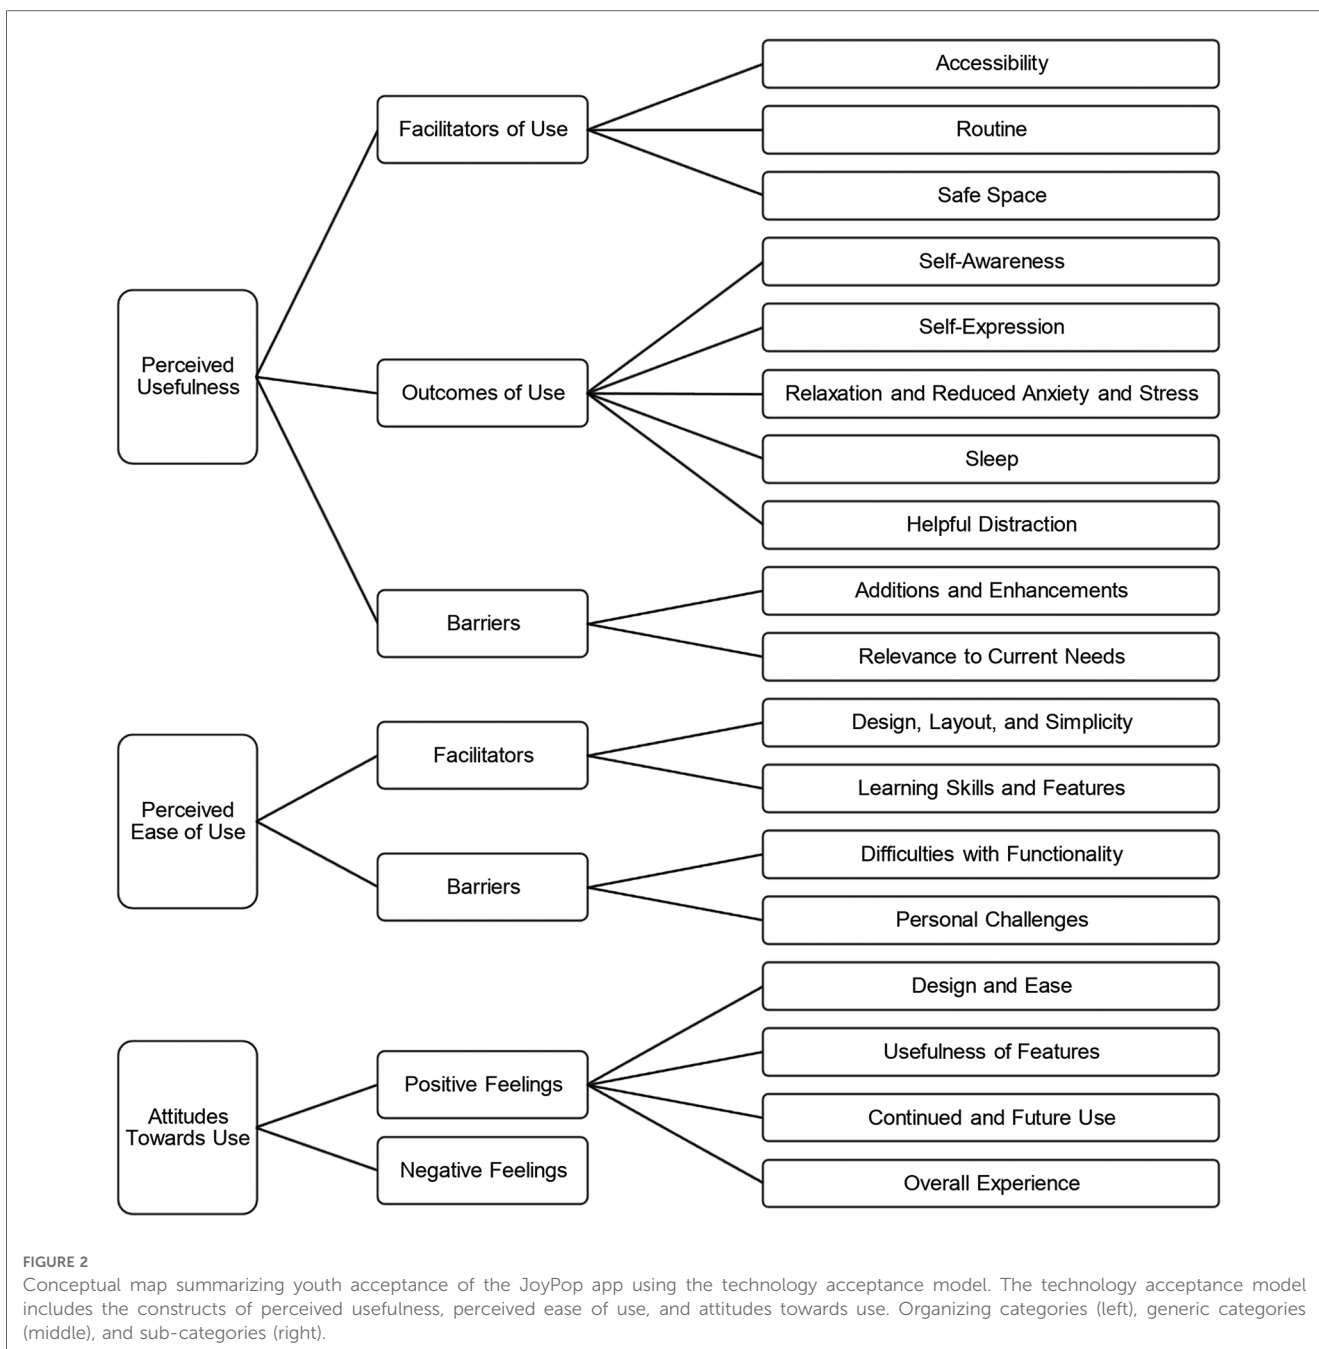 Accessibility
Facilitators of Use
Routine
Safe Space
Self-Awareness
Self-Expression
Perceived
Usefulness
Outcomes of Use
Relaxation and Reduced Anxiety and Stress
Sleep
Helpful Distraction
Additions and Enhancements
Barriers
Relevance to Current Needs
Design, Layout, and Simplicity
Facilitators
Learning Skills and Features
Perceived
Ease of Use
Difficulties with Functionality
Barriers
Personal Challenges
Design and Ease
Usefulness of Features
Positive Feelings
Attitudes
Towards Use
Continued and Future Use
Negative Feelings
Overall Experience
FIGURE 2
Conceptual map summarizing youth acceptance of the JoyPop app using the technology acceptance model. The technology acceptance model
includes the constructs of perceived usefulness, perceived ease of use, and attitudes towards use. Organizing categories (left), generic categories
(middle), and sub-categories (right).